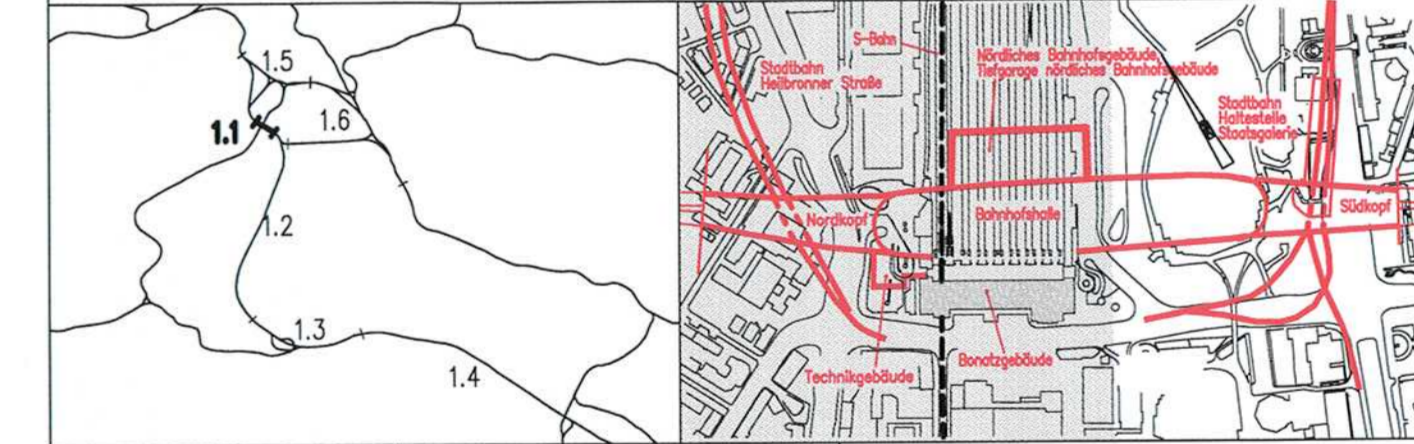 1.5
1.1
1.6
1.2
1.3
1.4
S-Bahn
Stadtbahn
Heilbronner Straße
Nördliches Bahnhofsgebäude,
Tiefgarage nördliches Bahnhofsgebäude
Stadtbahn
Haltestelle
Staatsgalerie
Nordkopf
Bahnhofshalle
Südkopf
Technikgebäude
Bonatzgebäude